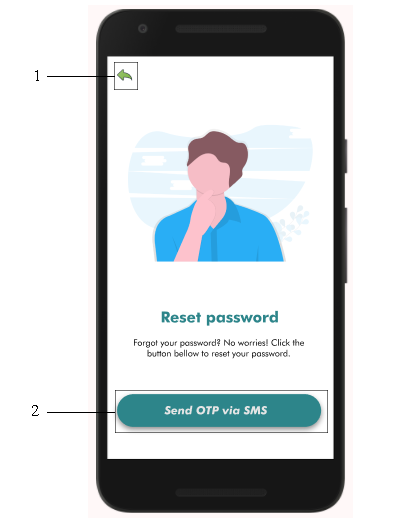 1
Reset password
Forgot your password? No worries! Click the
button bellow to reset your password.
2
Send OTP via SMS